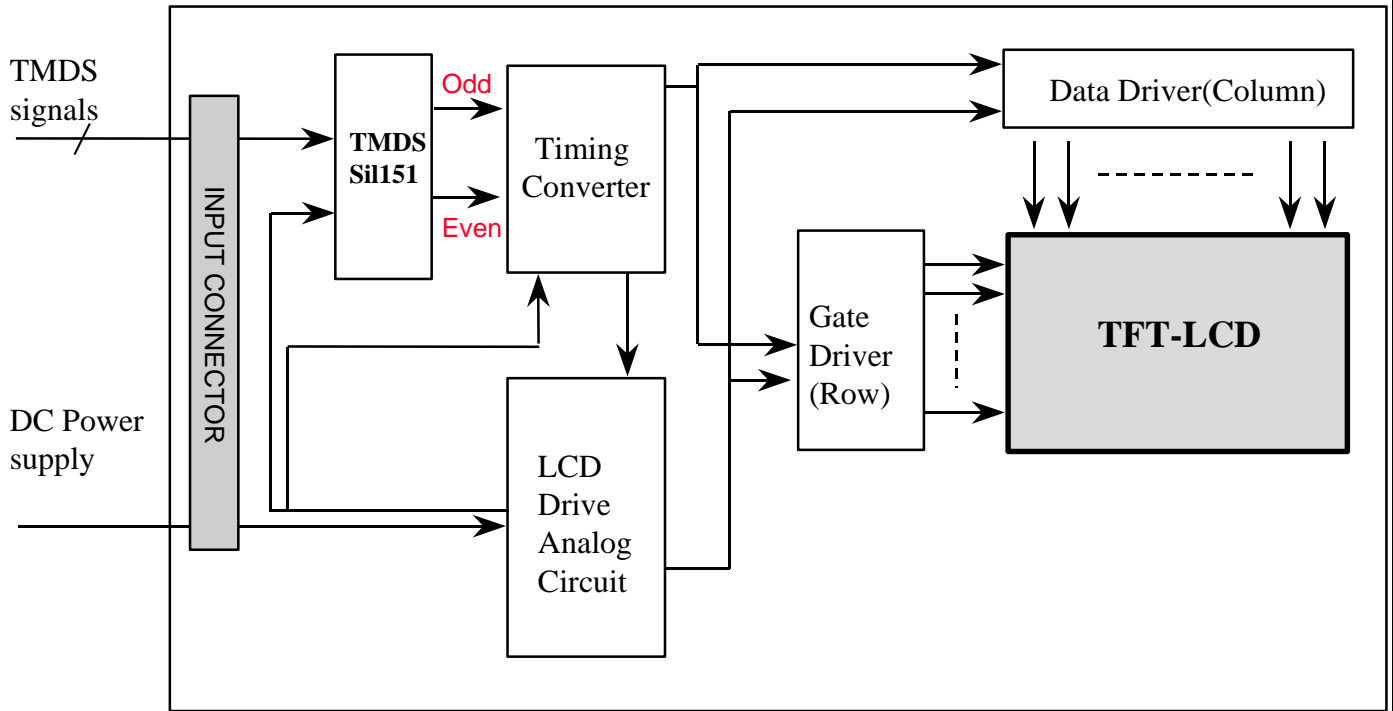 TMDS
signals
INPUT CONNECTOR
TMDS
Sil151
Odd
Even
Timing
Converter
Data Driver(Column)
Gate
Driver
(Row)
TFT-LCD
DC Power
supply
LCD
Drive
Analog
Circuit